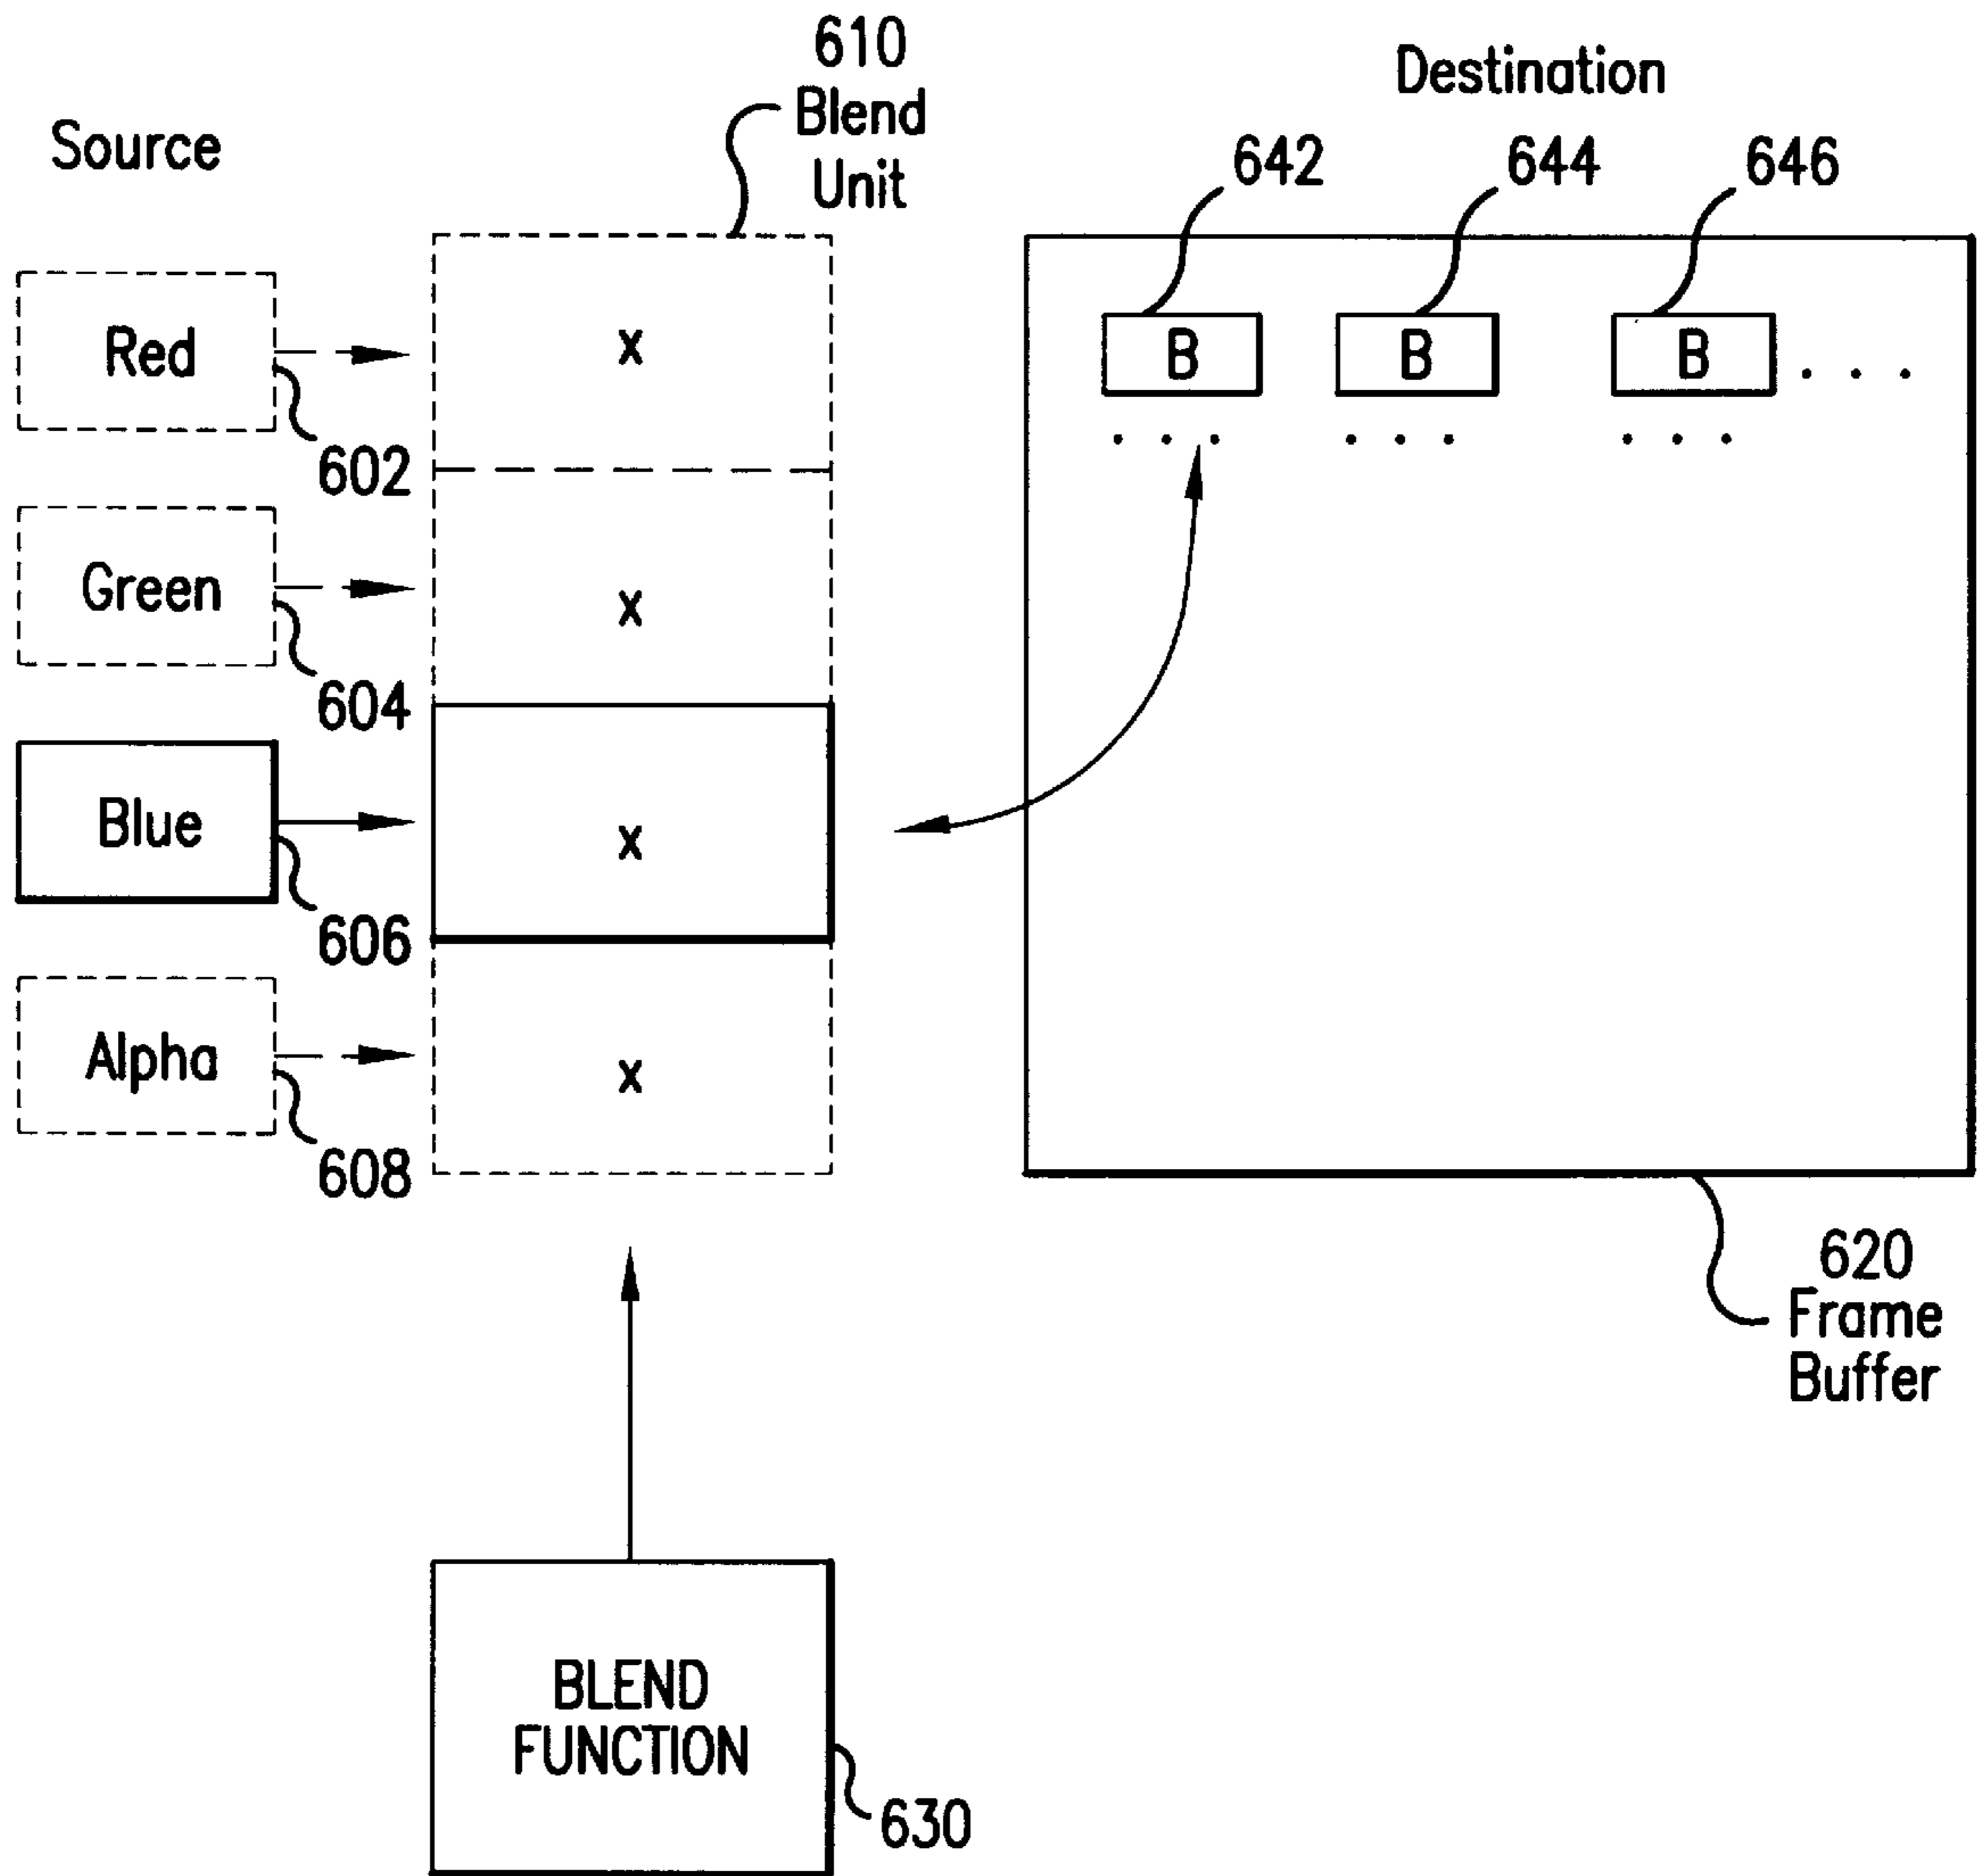 610
Blend
Unit
Destination
Source
642
644
646
Red
x
B
B
B
. . .
. . .
. . .
. . .
602
Green
x
604
Blue
x
606
Alpha
x
608
620
Frame
Buffer
BLEND
FUNCTION
630